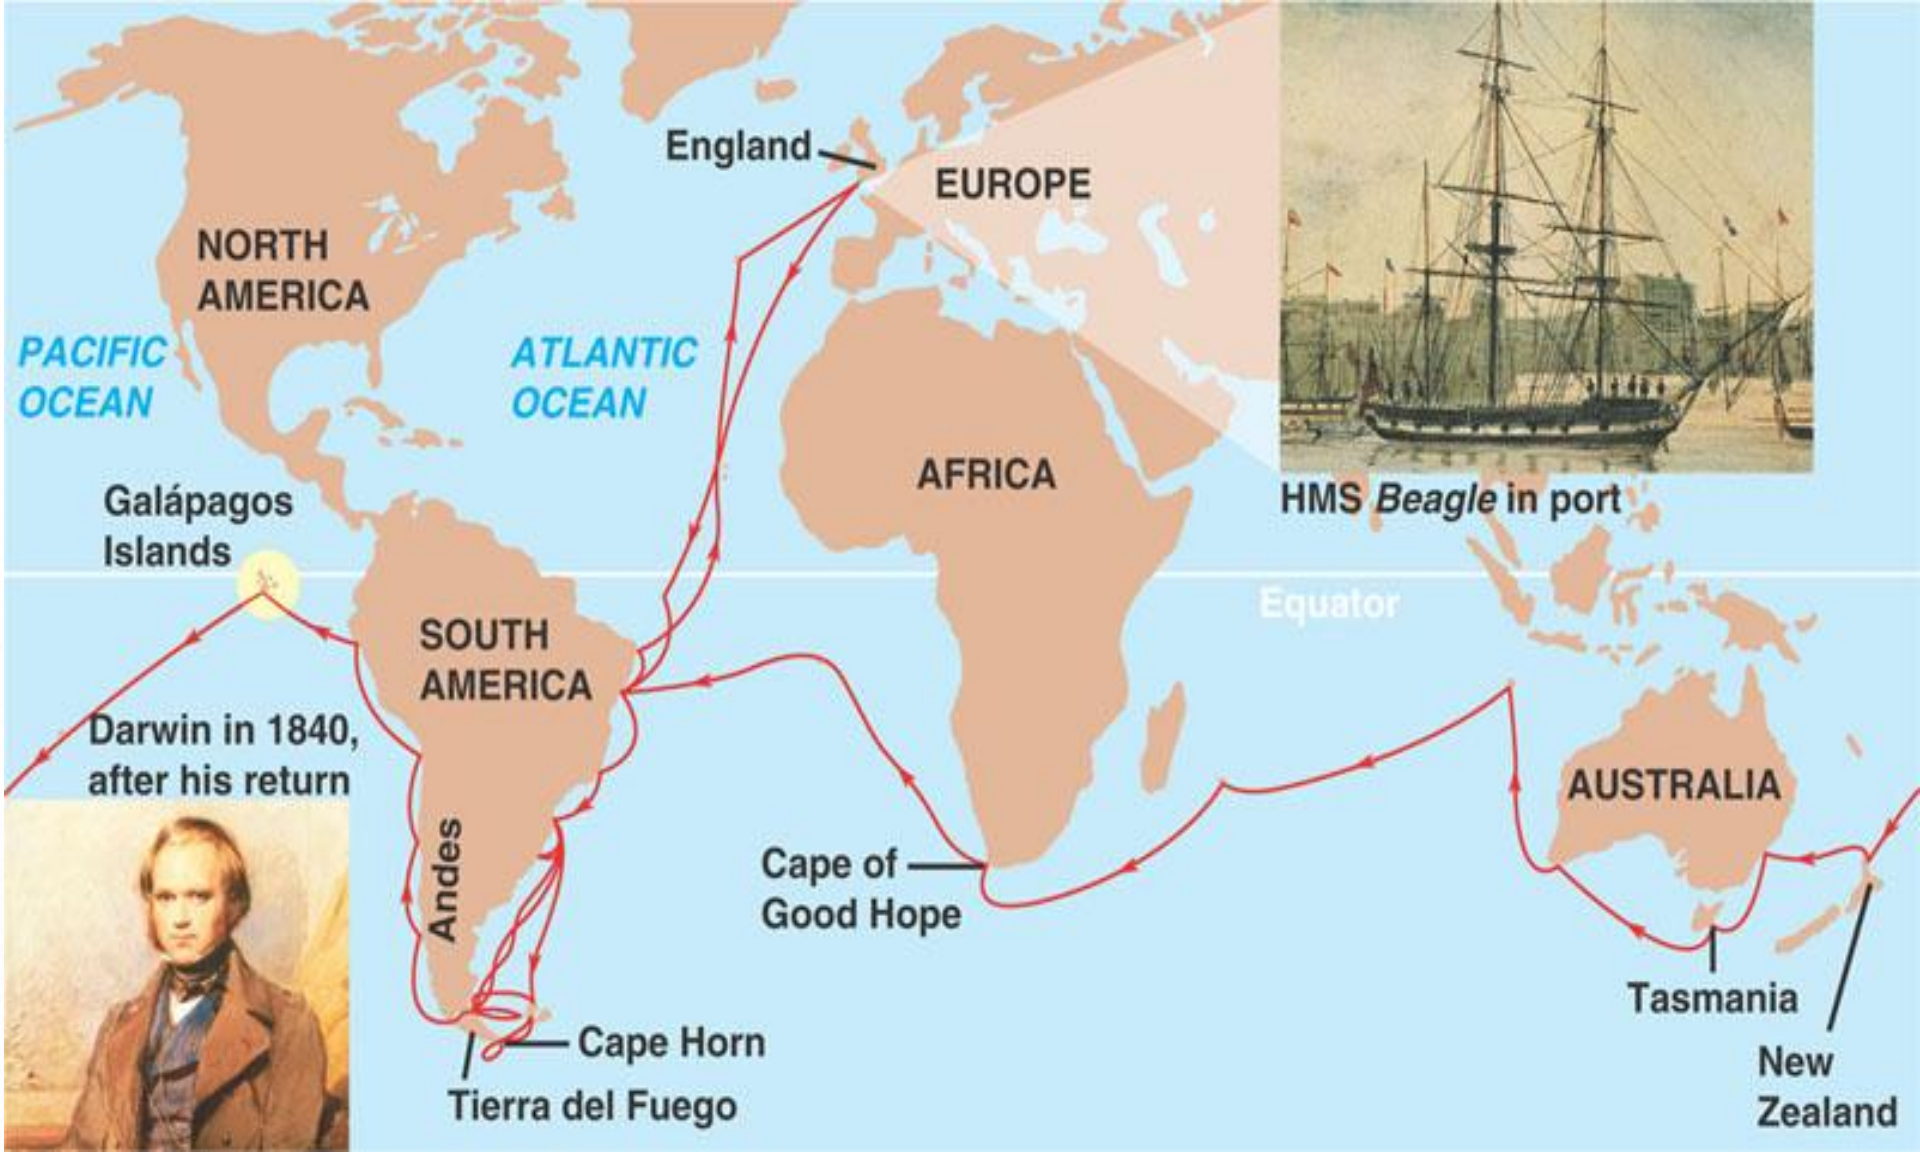 England
EUROPE
NORTH
AMERICA
PACIFIC
OCEAN
ATLANTIC
OCEAN
AFRICA
Galápagos
Islands
HMS Beagle in port
Equator
SOUTH
AMERICA
Darwin in 1840,
after his return
AUSTRALIA
Andes
Cape of
Good Hope
Tasmania
Cape Horn
New
Zealand
Tierra del Fuego